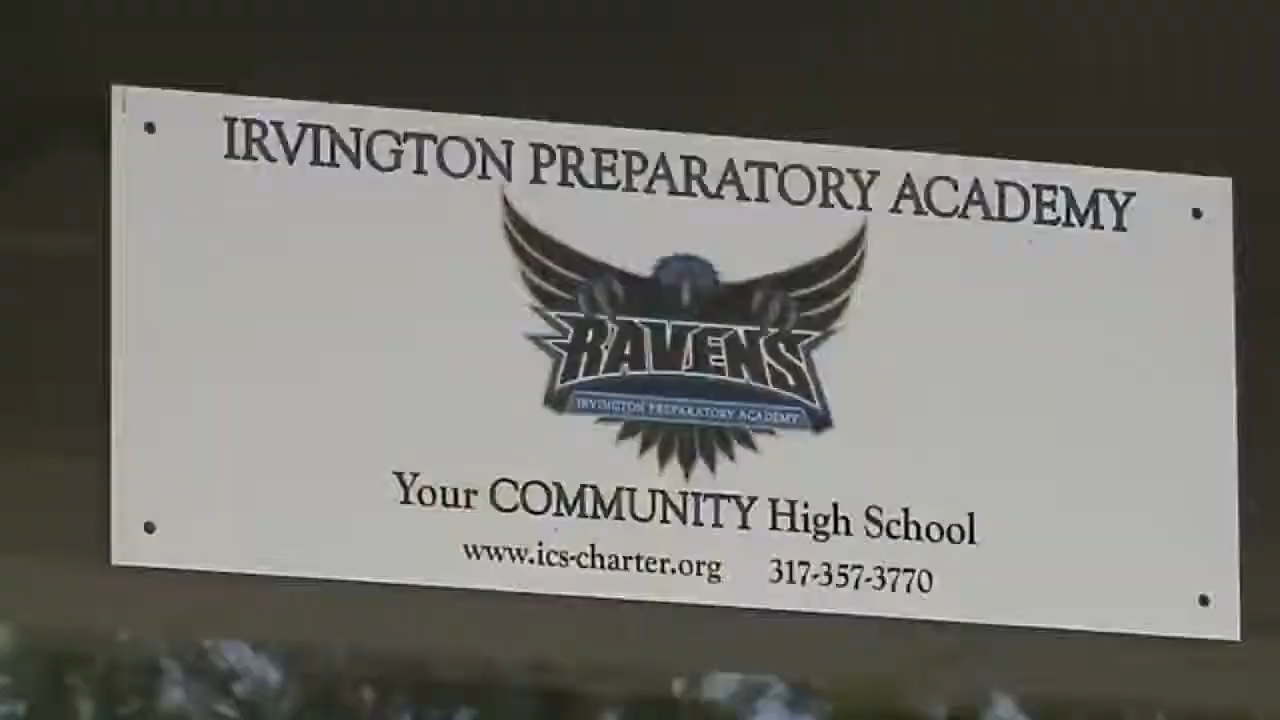 IRVINGTON PREPARATORY ACADEMY
RAVENS
IRVINGTON PREPARATORY ACADEMY
Your COMMUNITY High School
www.ics-charter.org 317-357-3770